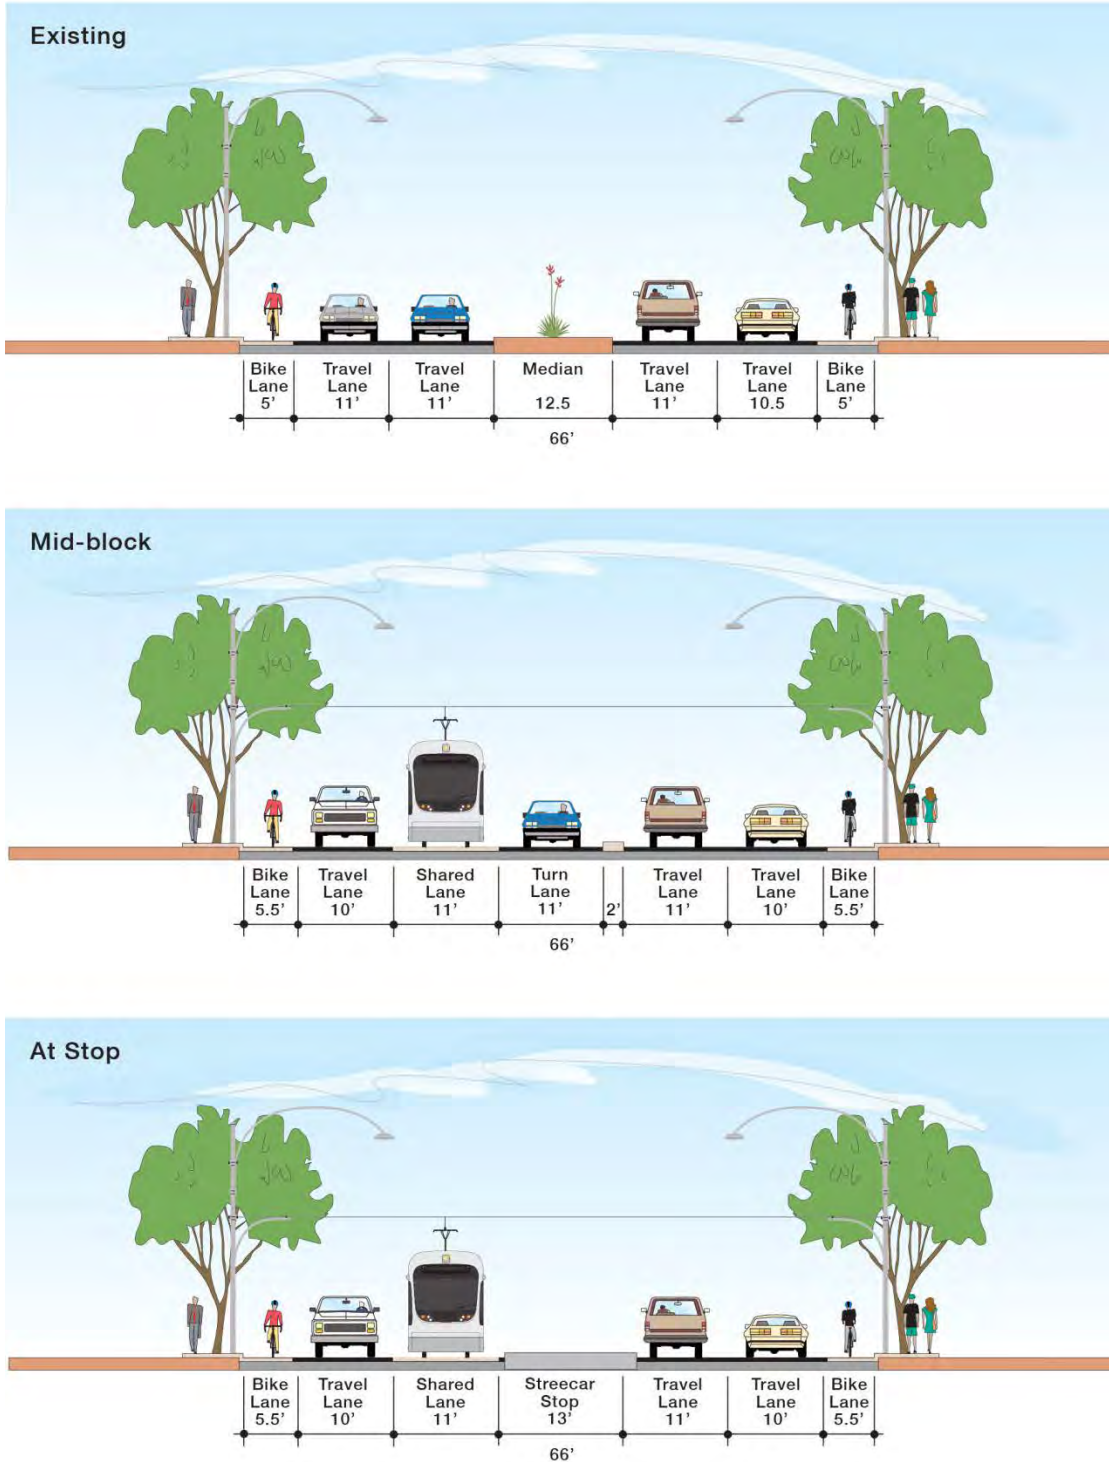 Existing
Bike Travel Travel Median Travel Travel Bike
Lane Lane Lane Lane Lane Lane
5' 11' 11' 12.5 11' 10.5 5'
66'
Mid-block
Bike Travel Shared Turn Travel Travel Bike
Lane Lane Lane Lane Lane Lane Lane
5.5' 10' 11' 11' 2' 11' 10' 5.5'
66'
At Stop
Bike Travel Shared Streecar Travel Travel Bike
Lane Lane Lane Stop Lane Lane Lane
5.5' 10' 11' 13' 11' 10' 5.5'
66'